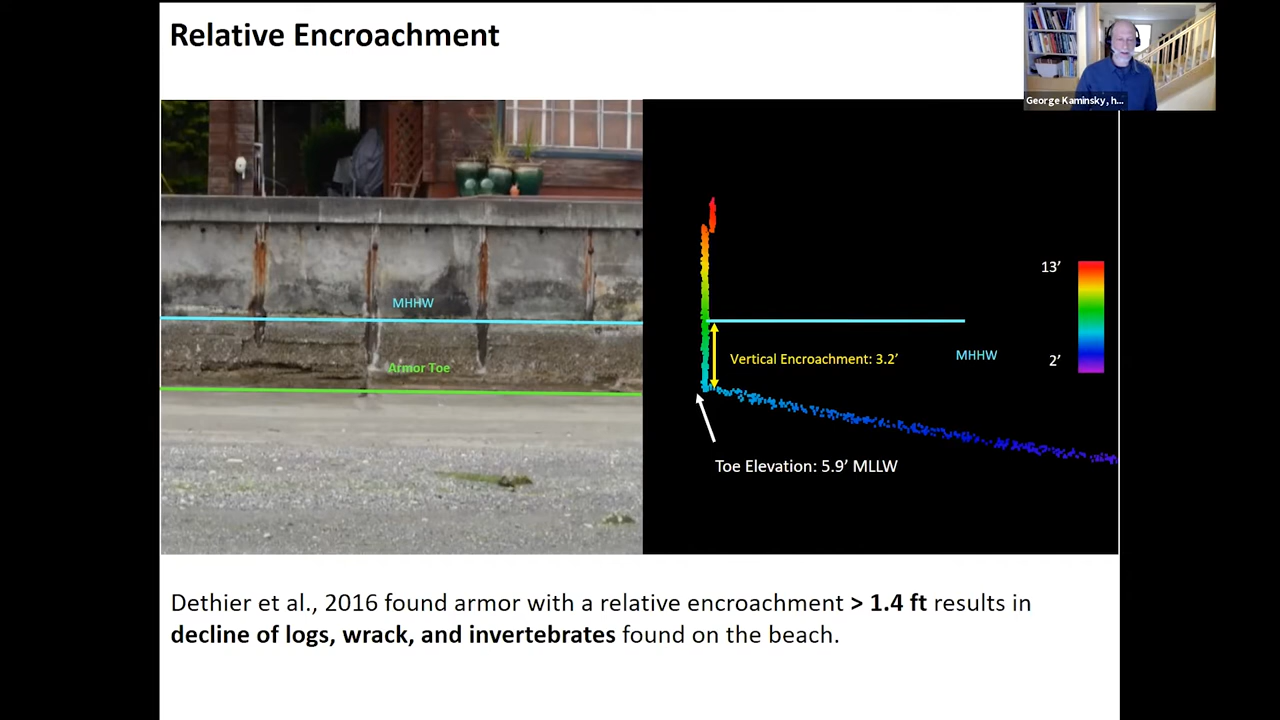 Relative Encroachment
George Kaminsky, h...
MHHW
Armor Toe
13’
2’
Vertical Encroachment: 3.2’
MHHW
Toe Elevation: 5.9’ MLLW
Dethier et al., 2016 found armor with a relative encroachment > 1.4 ft results in
decline of logs, wrack, and invertebrates found on the beach.